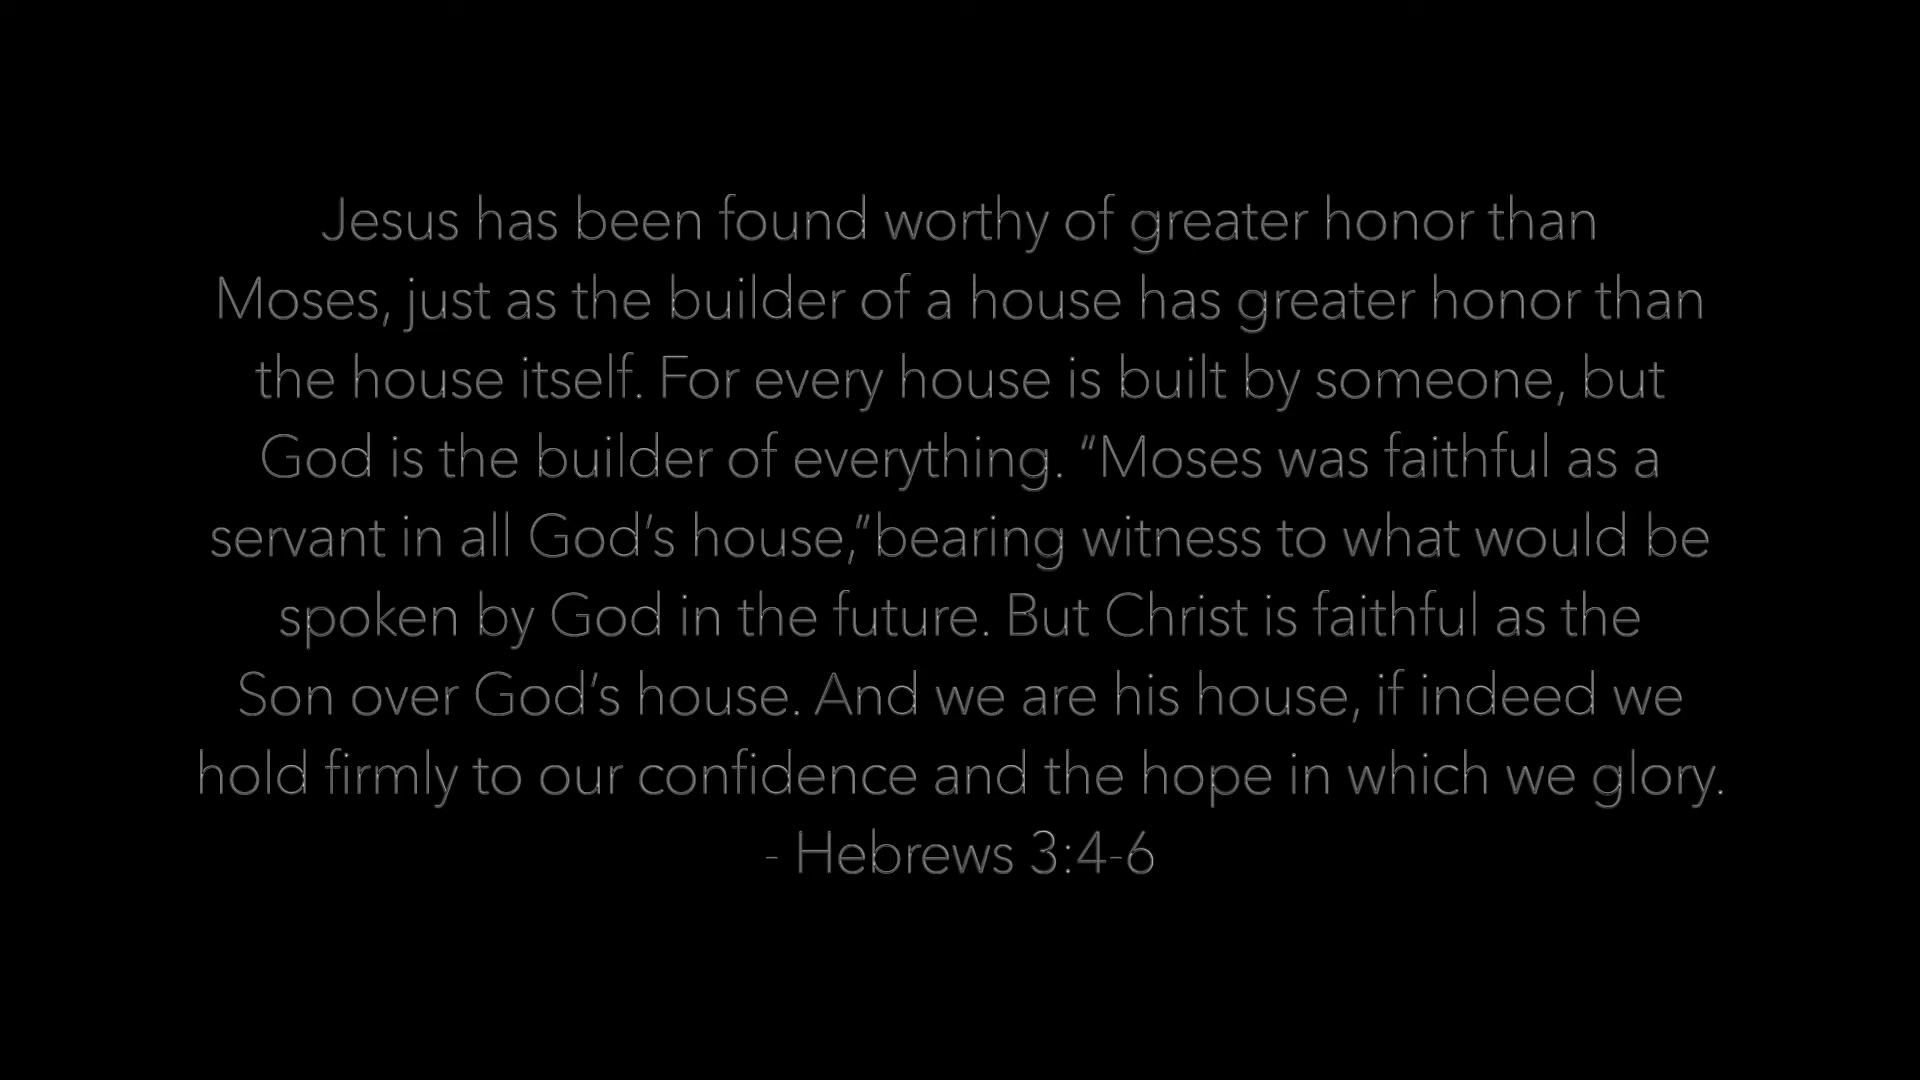 Jesus has been found worthy of greater honor than
Moses, just as the builder of a house has greater honor than
the house itself. For every house is built by someone, but
God is the builder of everything. “Moses was faithful as a
servant in all God’s house,”bearing witness to what would be
spoken by God in the future. But Christ is faithful as the
Son over God’s house. And we are his house, if indeed we
hold firmly to our confidence and the hope in which we glory.
- Hebrews 3:4-6